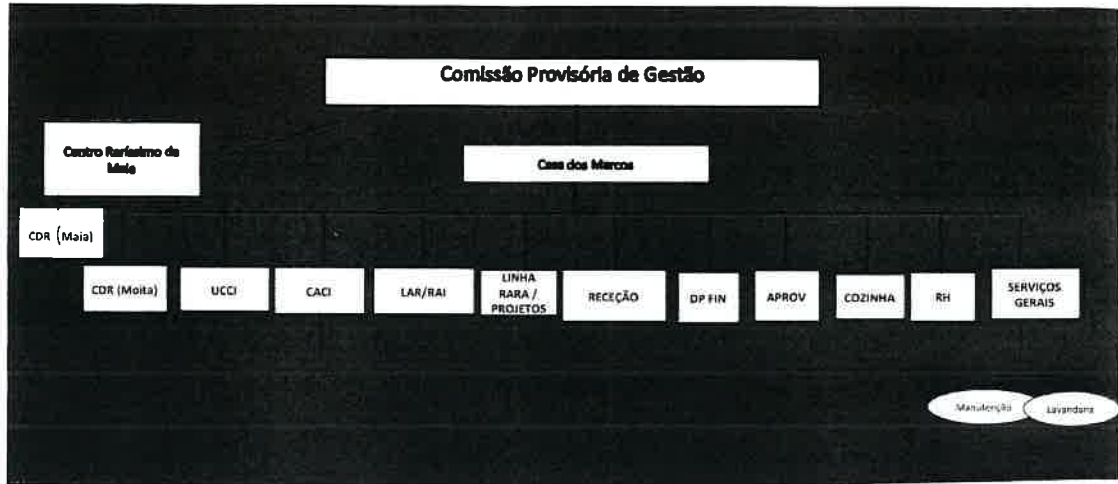 Comissão Provisória de Gestão
Centro Raríssimo da
Maia
Casa dos Marcos
CDR (Maia)
CDR (Moita)
UCCI
CACI
LAR/RAI
LINHA
RARA /
PROJETOS
RECEÇÃO
DP FIN
APROV
COZINHA
RH
SERVIÇOS
GERAIS
Manutenção
Lavandaria